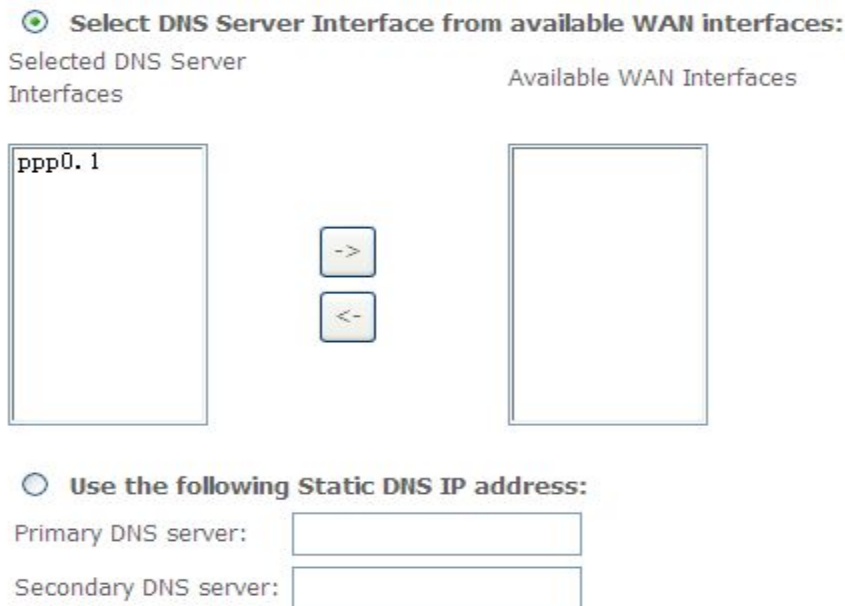 Select DNS Server Interface from available WAN interfaces:
Selected DNS Server
Interfaces
Available WAN Interfaces
ppp0.1
->
<-
Use the following Static DNS IP address:
Primary DNS server:
Secondary DNS server: